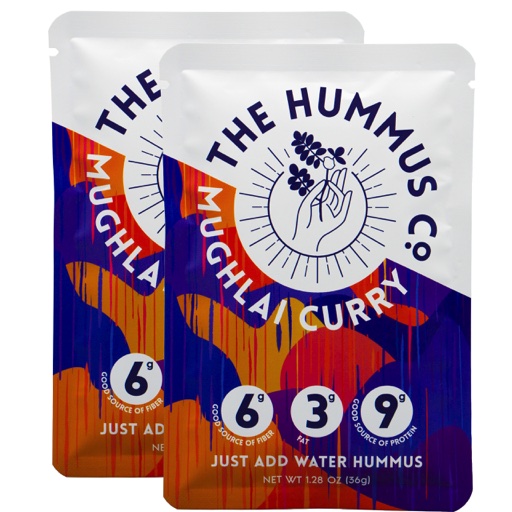 THE
MUGHLAI
6g
GOOD SOURCE OF FIBER
JUST ADD
NE
THE HUMMUS Co.
MUGHLAI CURRY
6g
GOOD SOURCE OF FIBER
3g
FAT
9g
GOOD SOURCE OF PROTEIN
JUST ADD WATER HUMMUS
NET WT 1.28 OZ (36g)